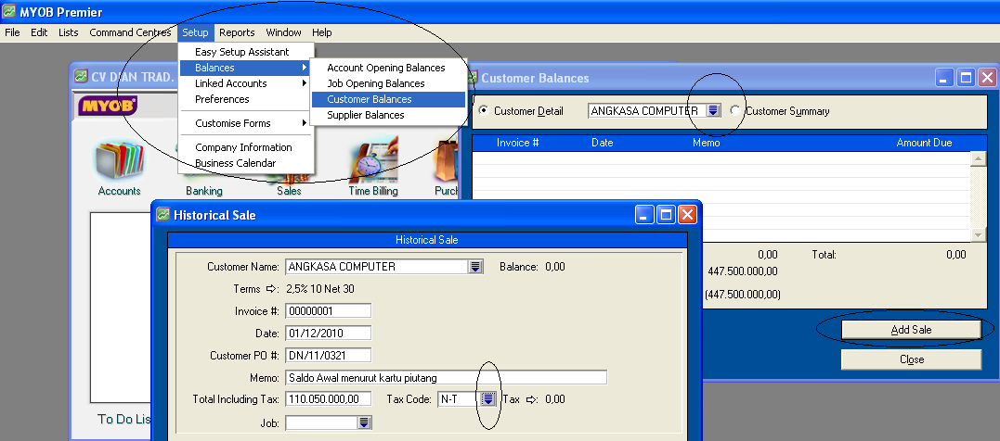 MYOB Premier
File Edit Lists Command Centres Setup Reports Window Help
Easy Setup Assistant
Balances
Linked Accounts
Preferences
Customise Forms
Company Information
Business Calendar
Account Opening Balances
Job Opening Balances
Customer Balances
Supplier Balances
CV DIAN TRAD.
MYOB
Accounts
Banking
Sales
Time Billing
To Do
Customer Balances
Customer Detail ANGKASA COMPUTER Customer Summary
Invoice # Date Memo Amount Due
0,00 Total: 0,00
447.500.000,00
(447.500.000,00)
Add Sale
Close
Historical Sale
Historical Sale
Customer Name: ANGKASA COMPUTER Balance: 0,00
Terms ⇨: 2,5% 10 Net 30
Invoice #: 00000001
Date: 01/12/2010
Customer PO #: DN/11/0321
Memo: Saldo Awal menurut kartu piutang
Total Including Tax: 110.050.000,00 Tax Code: N-T Tax ⇨: 0,00
Job: